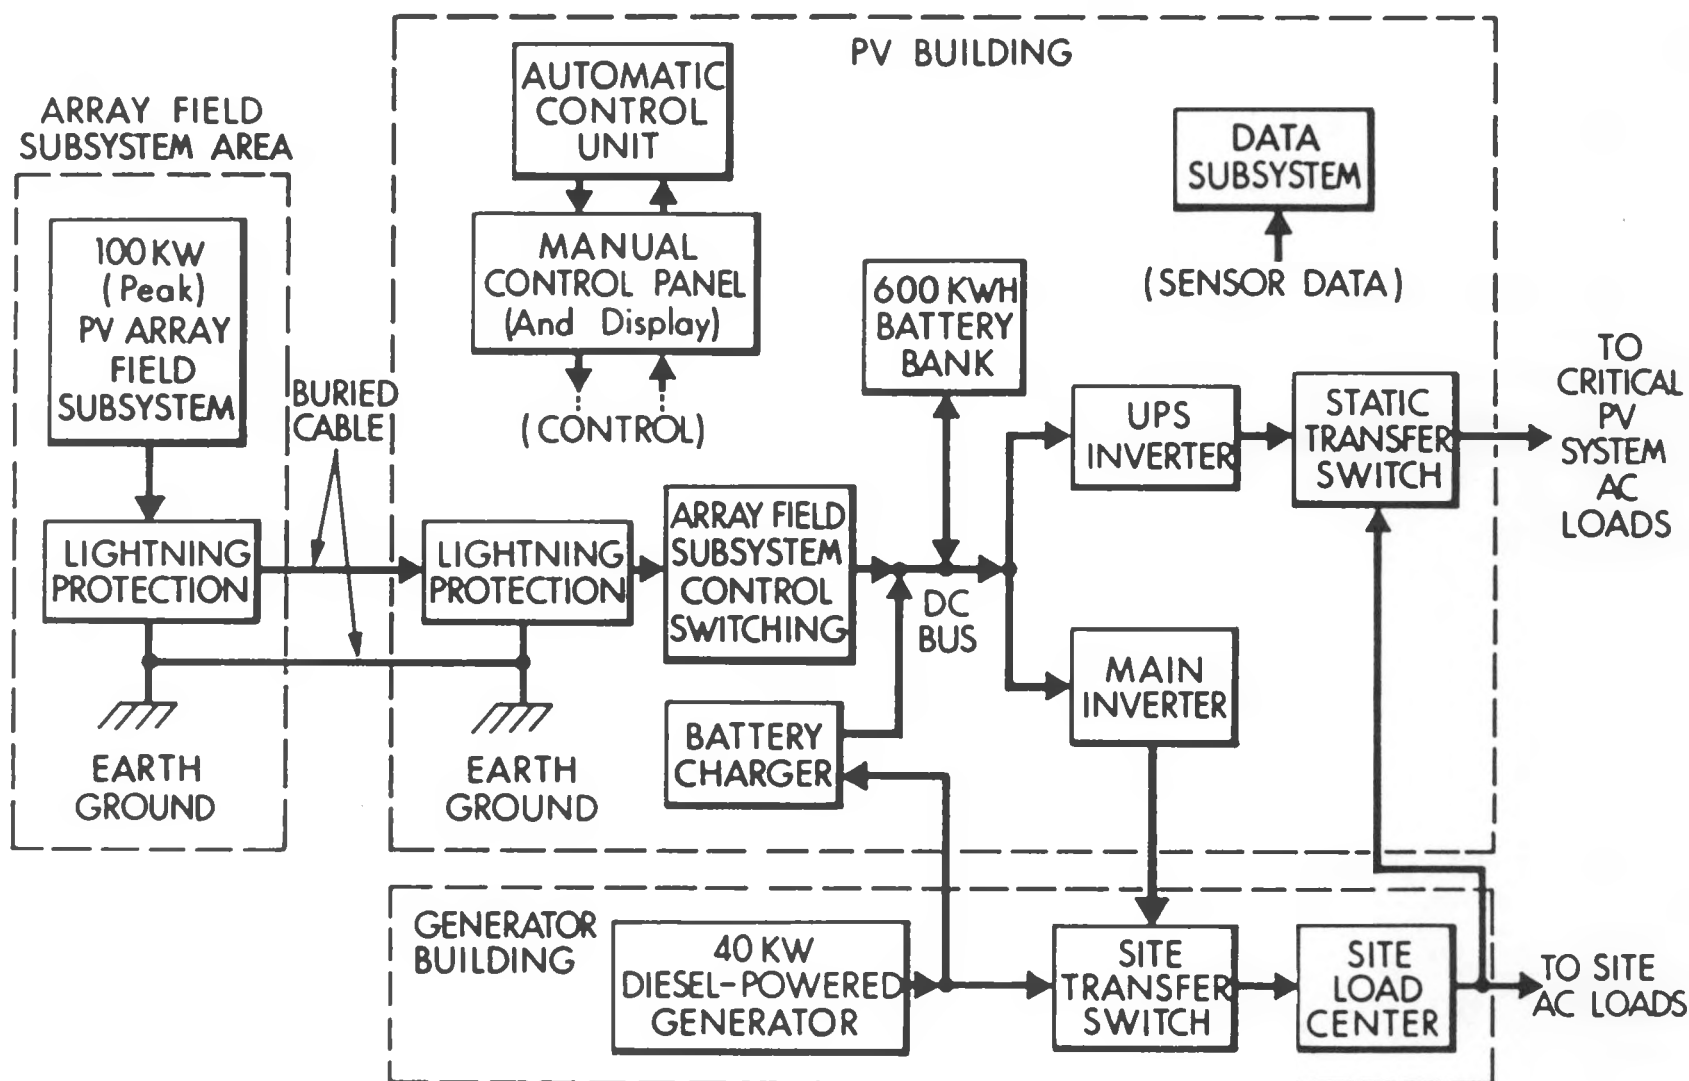 PV BUILDING
ARRAY FIELD
SUBSYSTEM AREA
100 KW
(Peak)
PV ARRAY
FIELD
SUBSYSTEM
LIGHTNING
PROTECTION
EARTH
GROUND
BURIED
CABLE
AUTOMATIC
CONTROL
UNIT
MANUAL
CONTROL PANEL
(And Display)
(CONTROL)
LIGHTNING
PROTECTION
EARTH
GROUND
ARRAY FIELD
SUBSYSTEM
CONTROL
SWITCHING
BATTERY
CHARGER
600 KWH
BATTERY
BANK
DC
BUS
DATA
SUBSYSTEM
(SENSOR DATA)
UPS
INVERTER
STATIC
TRANSFER
SWITCH
MAIN
INVERTER
TO
CRITICAL
PV
SYSTEM
AC
LOADS
GENERATOR
BUILDING
40 KW
DIESEL-POWERED
GENERATOR
SITE
TRANSFER
SWITCH
SITE
LOAD
CENTER
TO SITE
AC LOADS